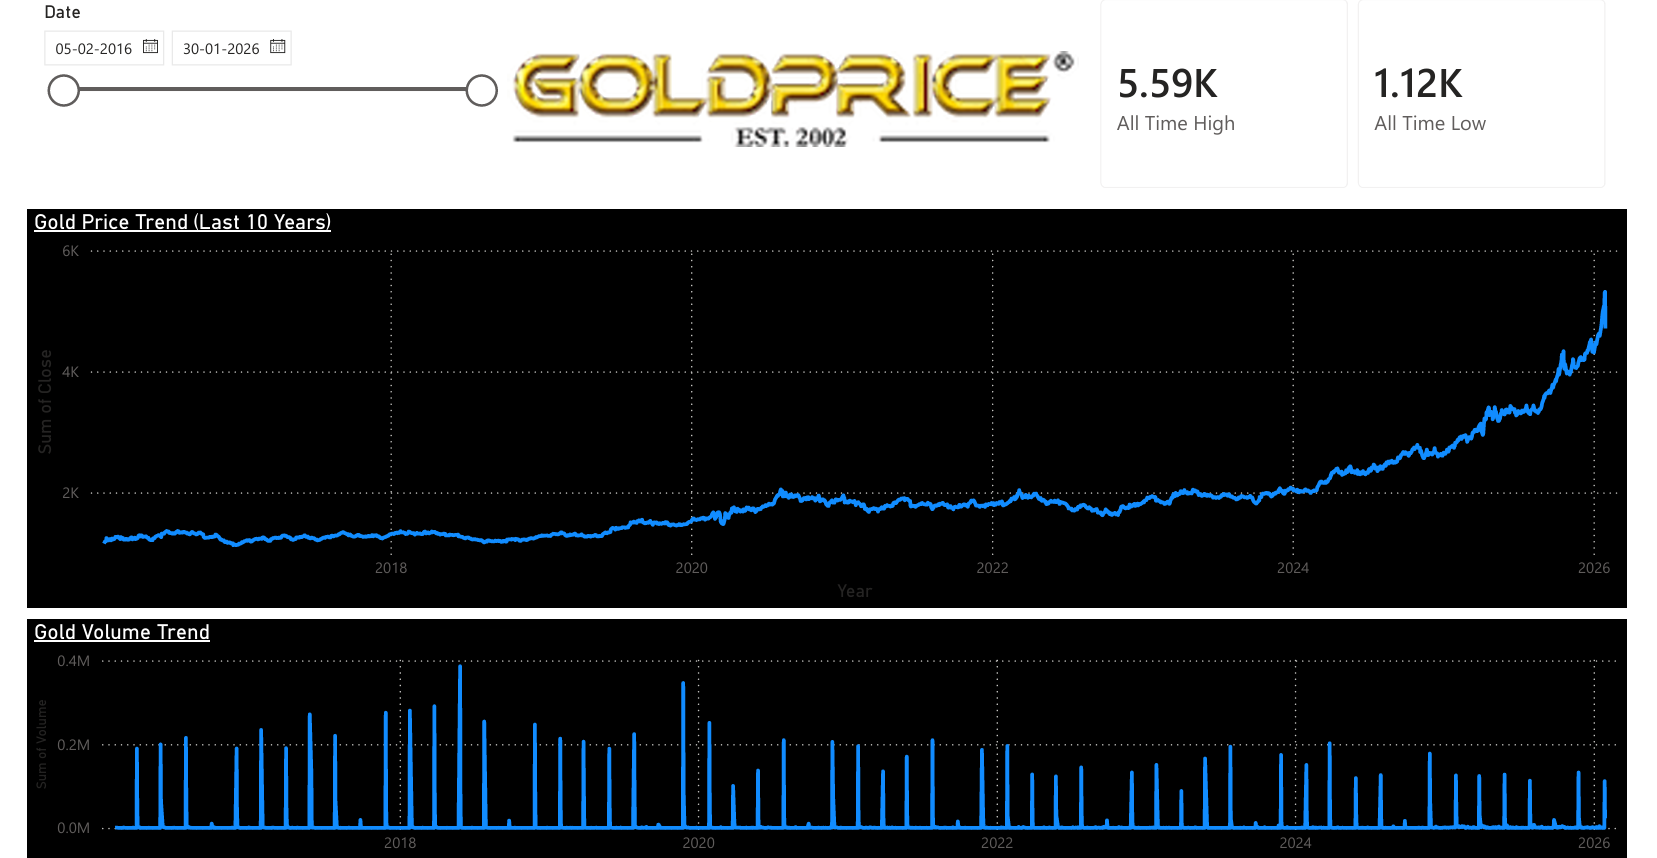 Date
05-02-2016
30-01-2026
GOLDPRICE®
EST. 2002
5.59K
All Time High
1.12K
All Time Low
Gold Price Trend (Last 10 Years)
6K
4K
2K
Sum of Close
2018
2020
2022
2024
2026
Year
Gold Volume Trend
0.4M
0.2M
0.0M
Sum of Volume
2018
2020
2022
2024
2026